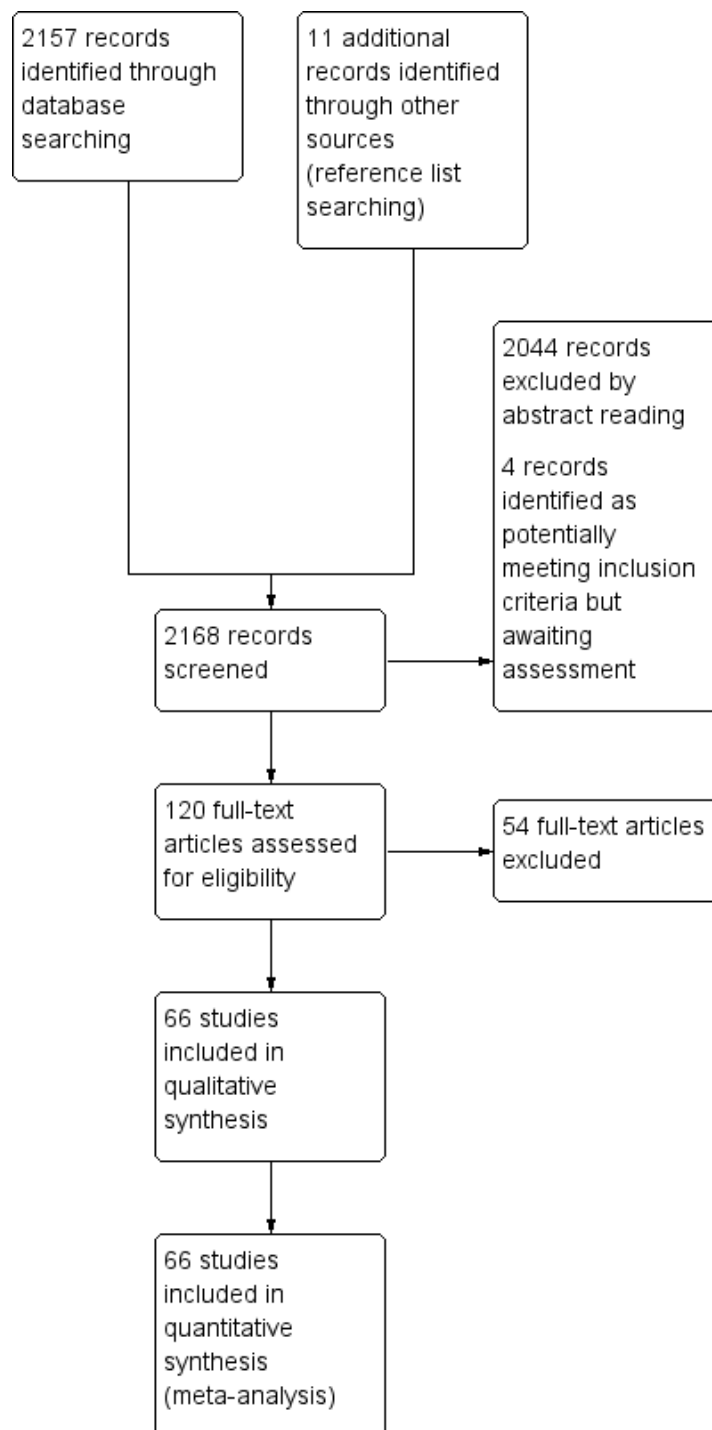 2157 records
identified through
database
searching
11 additional
records identified
through other
sources
(reference list
searching)
2044 records
excluded by
abstract reading
4 records
identified as
potentially
meeting inclusion
criteria but
awaiting
assessment
2168 records
screened
120 full-text
articles assessed
for eligibility
54 full-text articles
excluded
66 studies
included in
qualitative
synthesis
66 studies
included in
quantitative
synthesis
(meta-analysis)